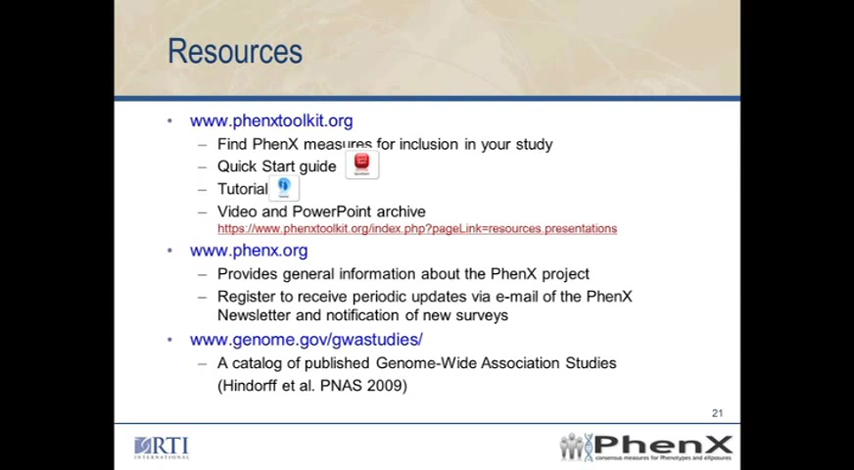 Resources
• www.phenxtoolkit.org
– Find PhenX measures for inclusion in your study
– Quick Start guide
– Tutorial
– Video and PowerPoint archive
https://www.phenxtoolkit.org/index.php?pageLink=resources.presentations
• www.phenx.org
– Provides general information about the PhenX project
– Register to receive periodic updates via e-mail of the PhenX
Newsletter and notification of new surveys
• www.genome.gov/gwastudies/
– A catalog of published Genome-Wide Association Studies
(Hindorff et al. PNAS 2009)
21
RTI
INTERNATIONAL
PhenX
consensus measures for Phenotypes and eXposures